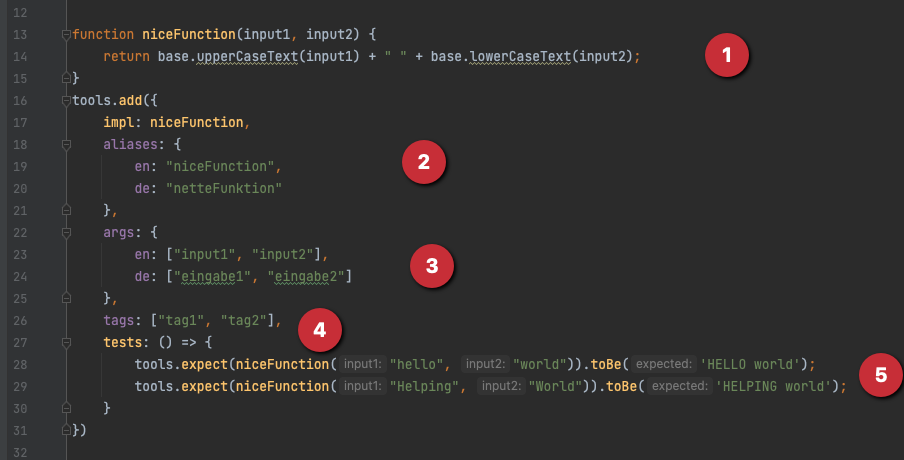 12
13 function niceFunction(input1, input2) { 1
14 return base.upperCaseText(input1) + " " + base.lowerCaseText(input2);
15 }
16 tools.add({
17 impl: niceFunction,
18 aliases: {
19 en: "niceFunction", 2
20 de: "netteFunktion"
21 },
22 args: {
23 en: ["input1", "input2"], 3
24 de: ["eingabe1", "eingabe2"]
25 },
26 tags: ["tag1", "tag2"], 4
27 tests: () => {
28 tools.expect(niceFunction( input1: "hello", input2: "world")).toBe( expected: 'HELLO world'); 5
29 tools.expect(niceFunction( input1: "Helping", input2: "World")).toBe( expected: 'HELPING world');
30 }
31 })
32